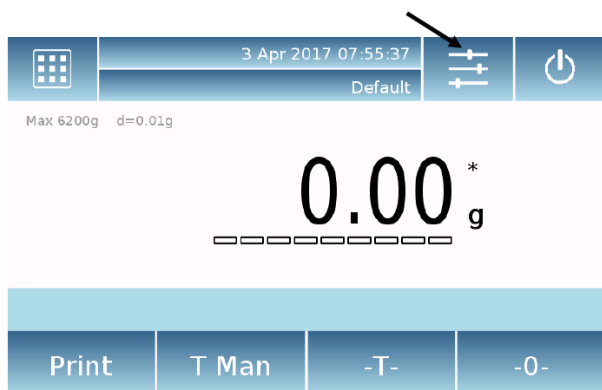 3 Apr 2017 07:55:37
Default
Max 6200g d=0.01g
*
0.00 g
Print T Man -T- -0-